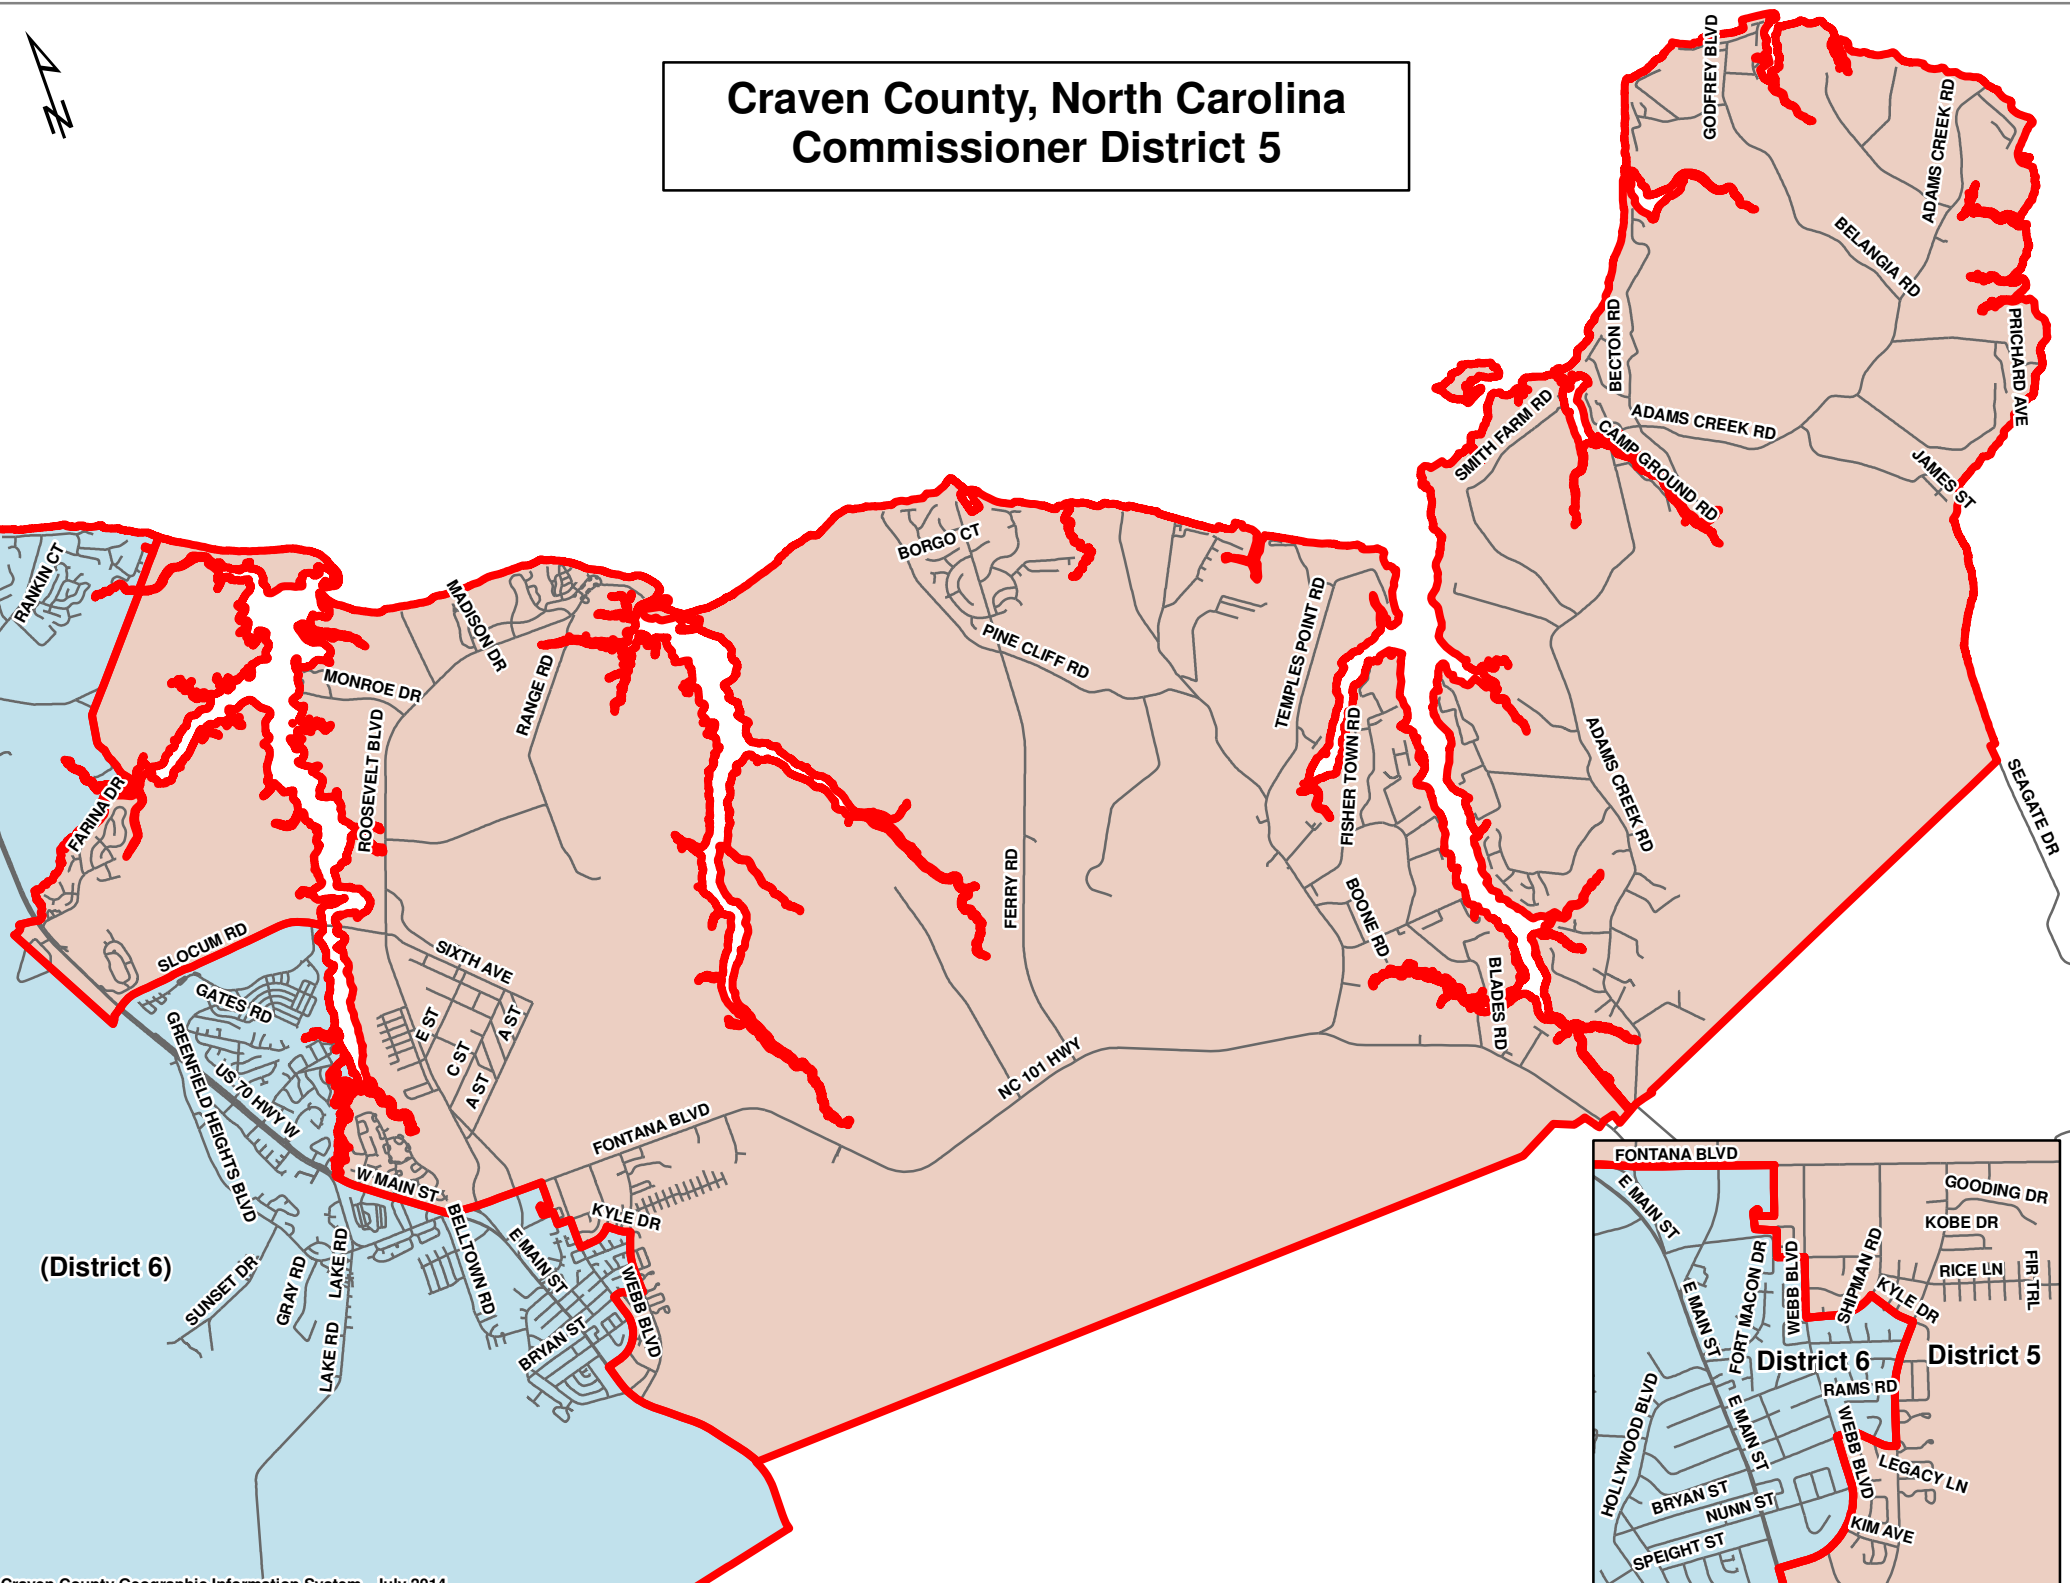 N
Craven County, North Carolina
Commissioner District 5
GODFREY BLVD
ADAMS CREEK RD
BELANGIA RD
PRICHARD AVE
BECTON RD
ADAMS CREEK RD
SMITH FARM RD
CAMP GROUND RD
JAMES ST
RANKIN CT
MADISON DR
BORGO CT
PINE CLIFF RD
TEMPLES POINT RD
MONROE DR
RANGE RD
ROOSEVELT BLVD
FISHER TOWN RD
ADAMS CREEK RD
SEAGATE DR
FARINA DR
FERRY RD
BOONE RD
SLOCUM RD
SIXTH AVE
BLADES RD
GATES RD
E ST
A ST
C ST
A ST
GREENFIELD HEIGHTS BLVD
US 70 HWY W
NC 101 HWY
FONTANA BLVD
W MAIN ST
KYLE DR
BELLTOWN RD
E MAIN ST
WEBB BLVD
(District 6)
SUNSET DR
GRAY RD
LAKE RD
LAKE RD
BRYAN ST
FONTANA BLVD
E MAIN ST
GOODING DR
KOBE DR
RICE LN
FIR TRL
FORT MACON DR
WEBB BLVD
SHIPMAN RD
KYLE DR
E MAIN ST
District 6
District 5
RAMS RD
HOLLYWOOD BLVD
E MAIN ST
WEBB BLVD
LEGACY LN
BRYAN ST
NUNN ST
KIM AVE
SPEIGHT ST
Craven County Geographic Information System - July 2014